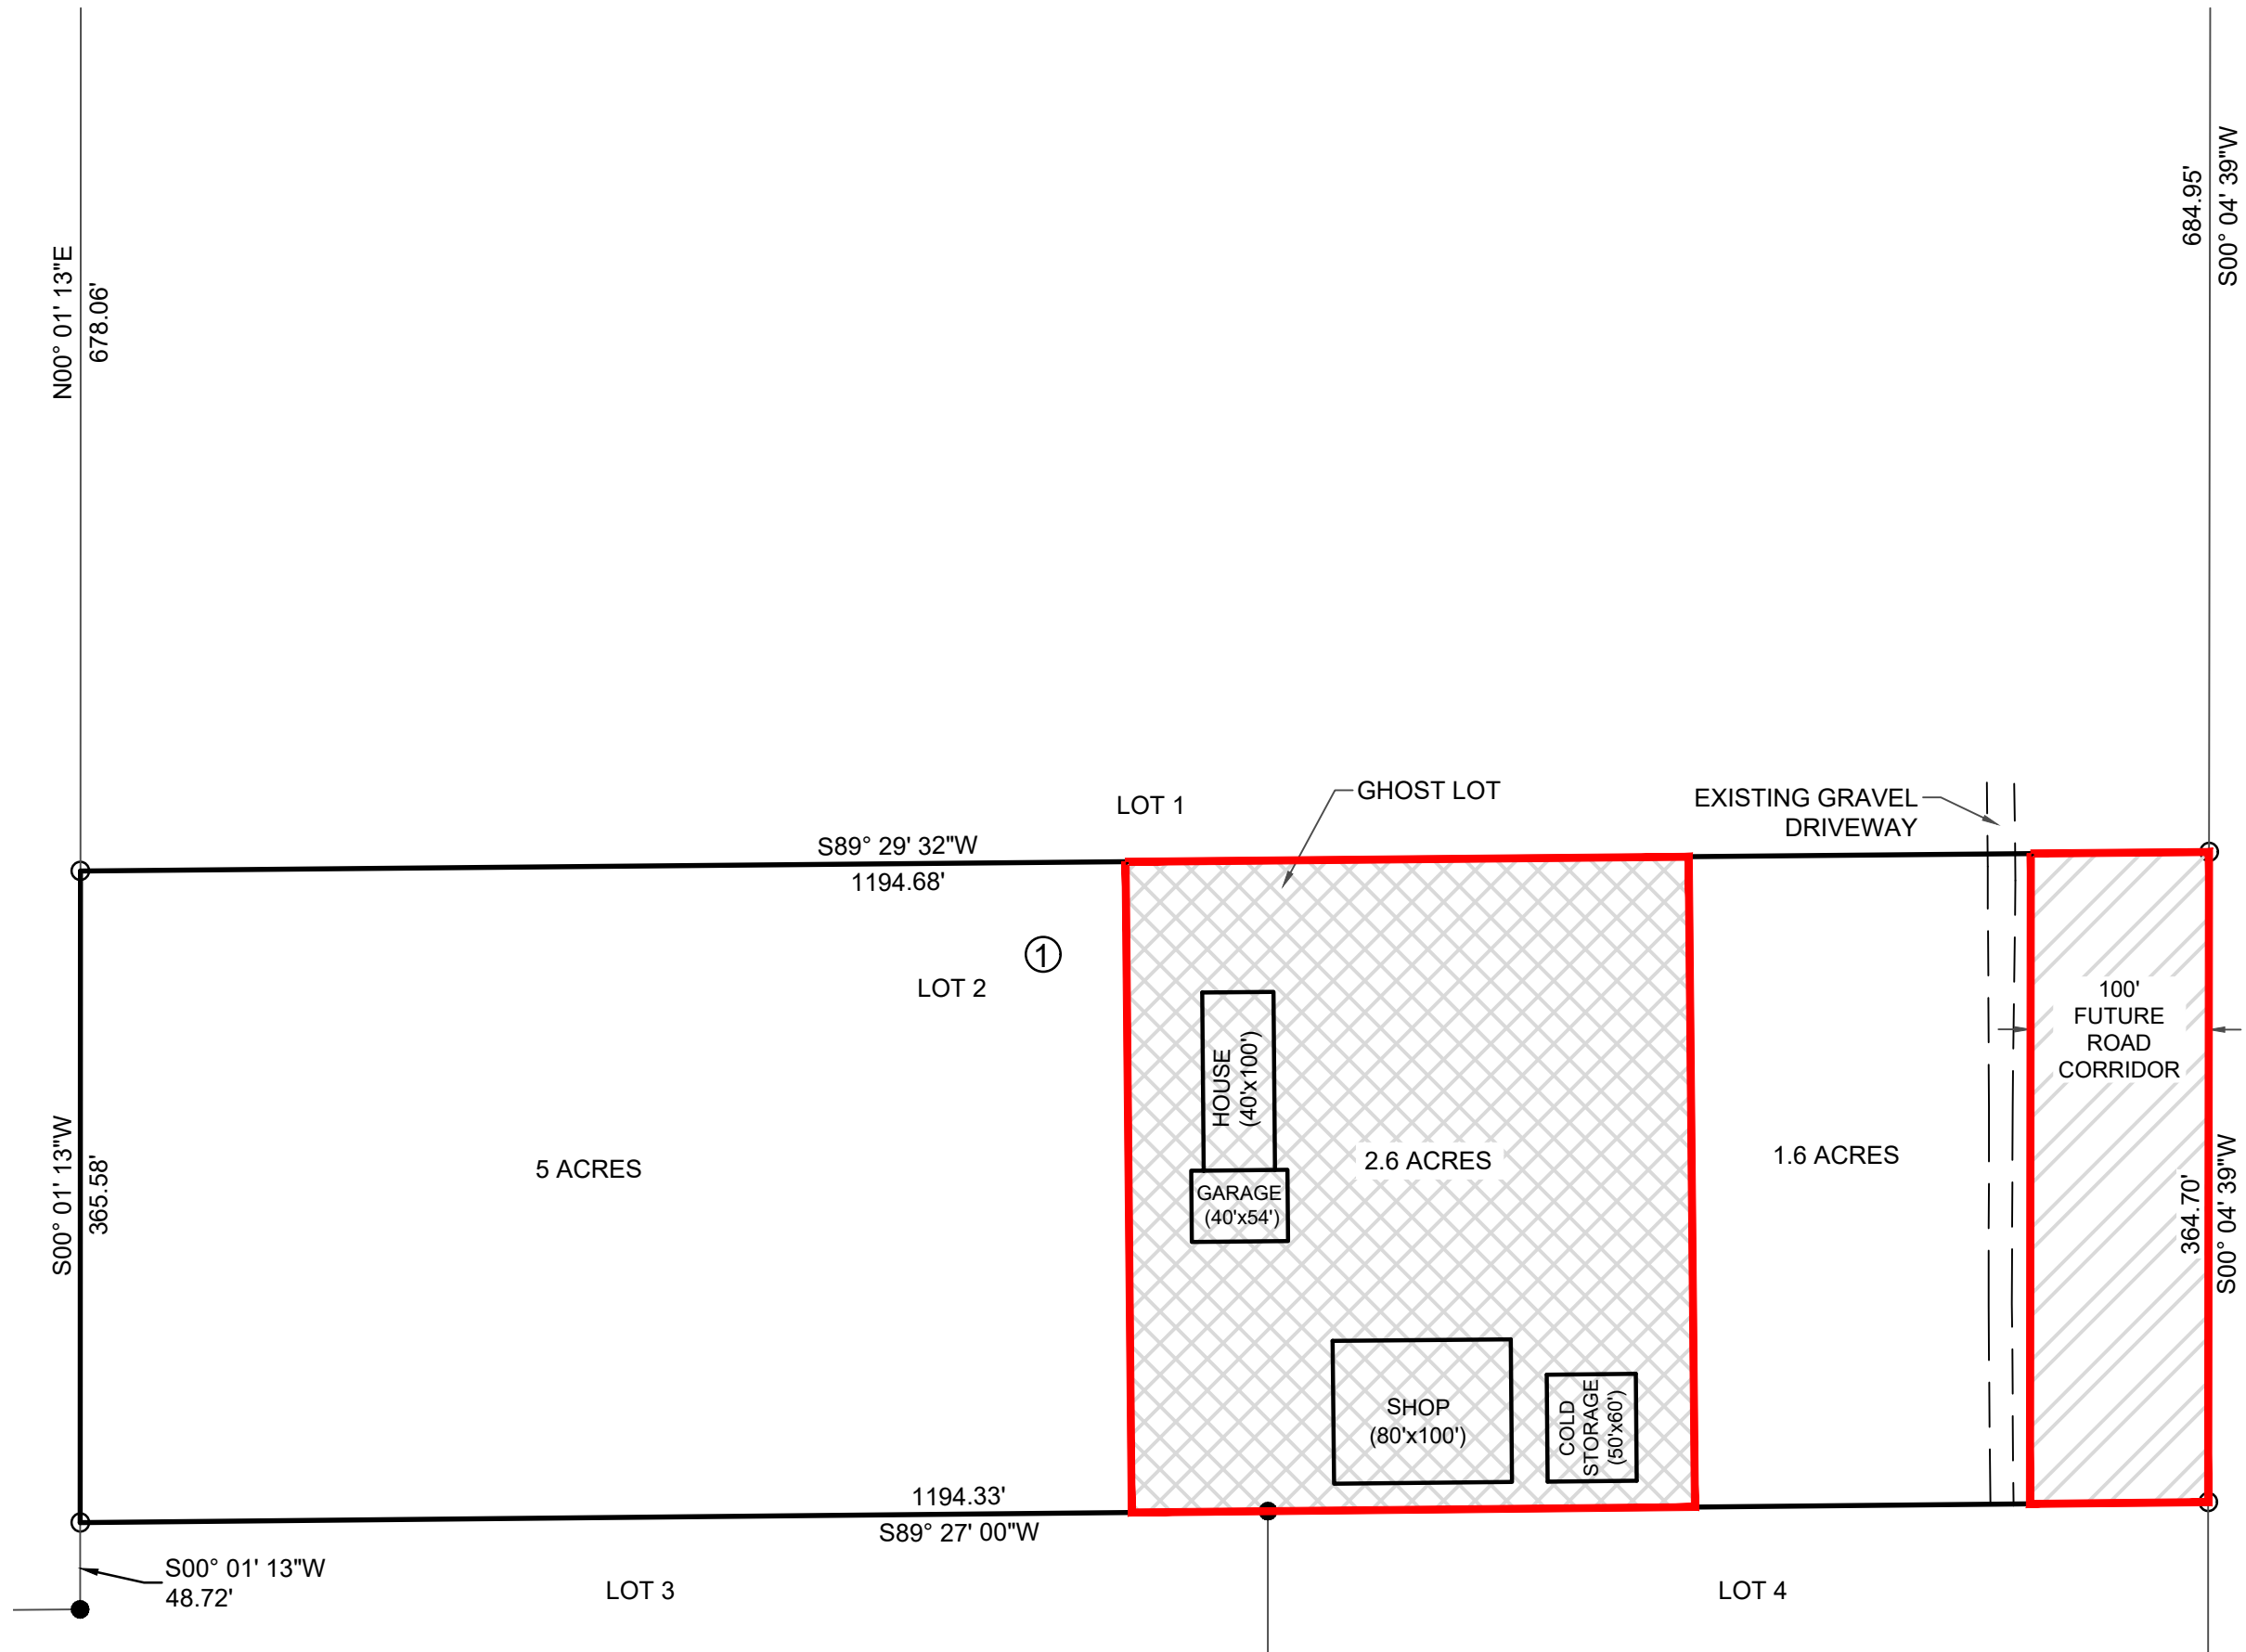 N00° 01' 13"E
678.06'
684.95'
S00° 04' 39"W
LOT 1
GHOST LOT
EXISTING GRAVEL
DRIVEWAY
S89° 29' 32"W
1194.68'
1
LOT 2
100'
FUTURE
ROAD
CORRIDOR
HOUSE
(40'x100')
GARAGE
(40'x54')
5 ACRES
2.6 ACRES
1.6 ACRES
S00° 01' 13"W
365.58'
364.70'
S00° 04' 39"W
SHOP
(80'x100')
COLD
STORAGE
(50'x60')
1194.33'
S89° 27' 00"W
S00° 01' 13"W
48.72'
LOT 3
LOT 4